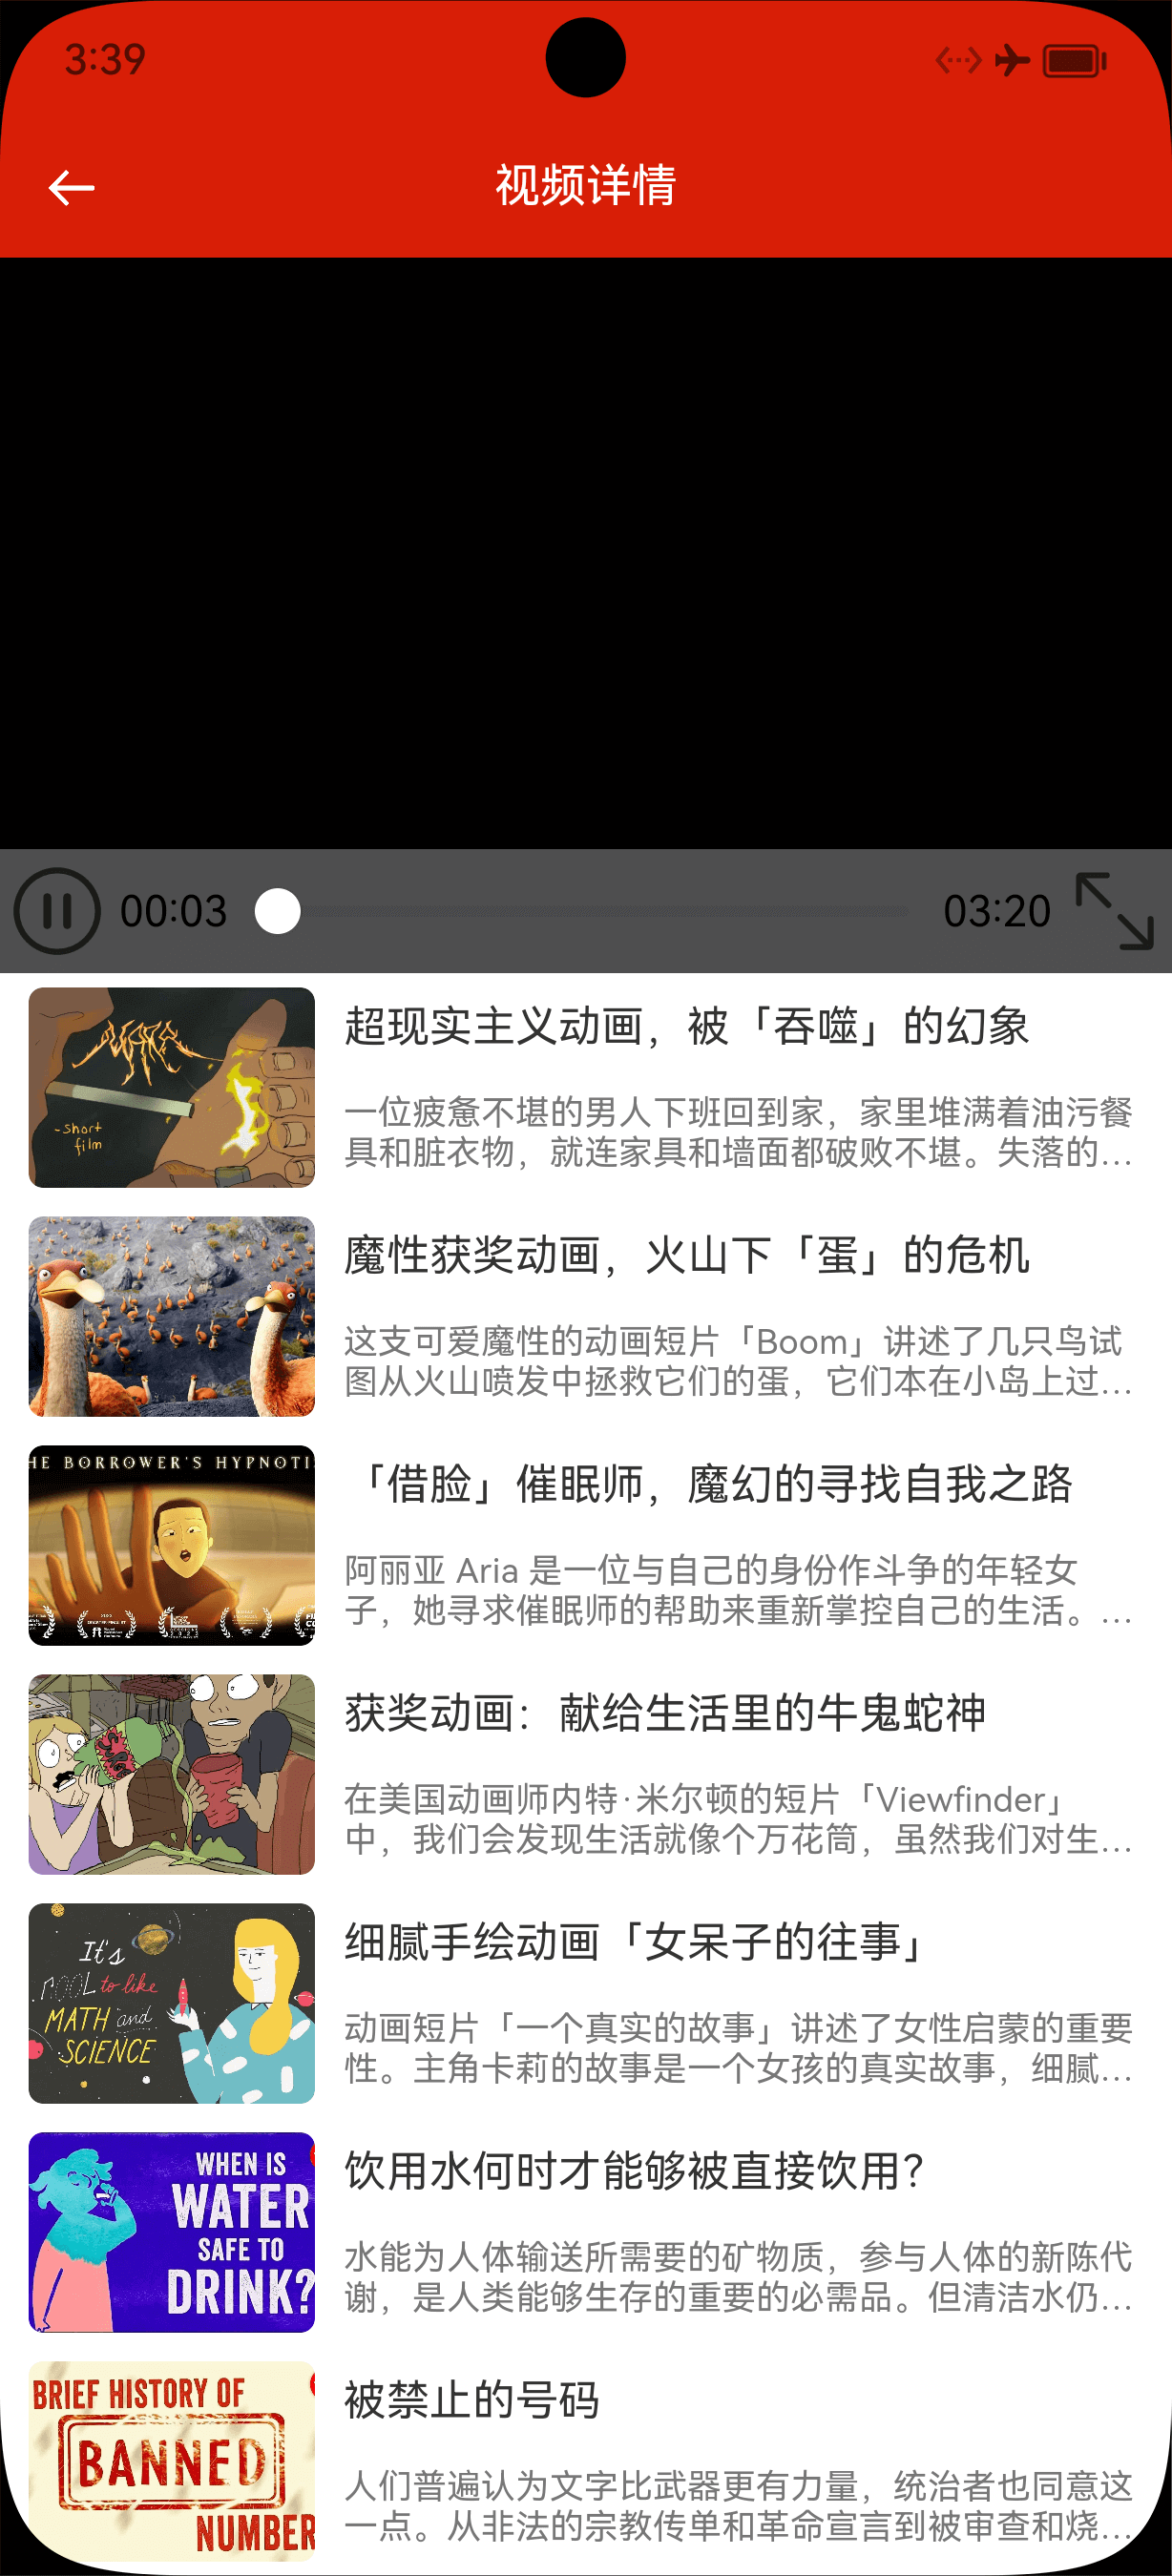 3:39
视频详情
00:03
03:20
-short
film
超现实主义动画，被「吞噬」的幻象
一位疲惫不堪的男人下班回到家，家里堆满着油污餐
具和脏衣物，就连家具和墙面都破败不堪。失落的...
魔性获奖动画，火山下「蛋」的危机
这支可爱魔性的动画短片「Boom」讲述了几只鸟试
图从火山喷发中拯救它们的蛋，它们本在小岛上过...
HE BORROWER'S HYPNOTI
「借脸」催眠师，魔幻的寻找自我之路
阿丽亚 Aria 是一位与自己的身份作斗争的年轻女
子，她寻求催眠师的帮助来重新掌控自己的生活。...
获奖动画：献给生活里的牛鬼蛇神
在美国动画师内特·米尔顿的短片「Viewfinder」
中，我们会发现生活就像个万花筒，虽然我们对生...
It's
to like
MATH and
SCIENCE
细腻手绘动画「女呆子的往事」
动画短片「一个真实的故事」讲述了女性启蒙的重要
性。主角卡莉的故事是一个女孩的真实故事，细腻...
WHEN IS
WATER
SAFE TO
DRINK?
饮用水何时才能够被直接饮用？
水能为人体输送所需要的矿物质，参与人体的新陈代
谢，是人类能够生存的重要的必需品。但清洁水仍...
BRIEF HISTORY OF
BANNED
NUMBER
被禁止的号码
人们普遍认为文字比武器更有力量，统治者也同意这
一点。从非法的宗教传单和革命宣言到被审查和烧...